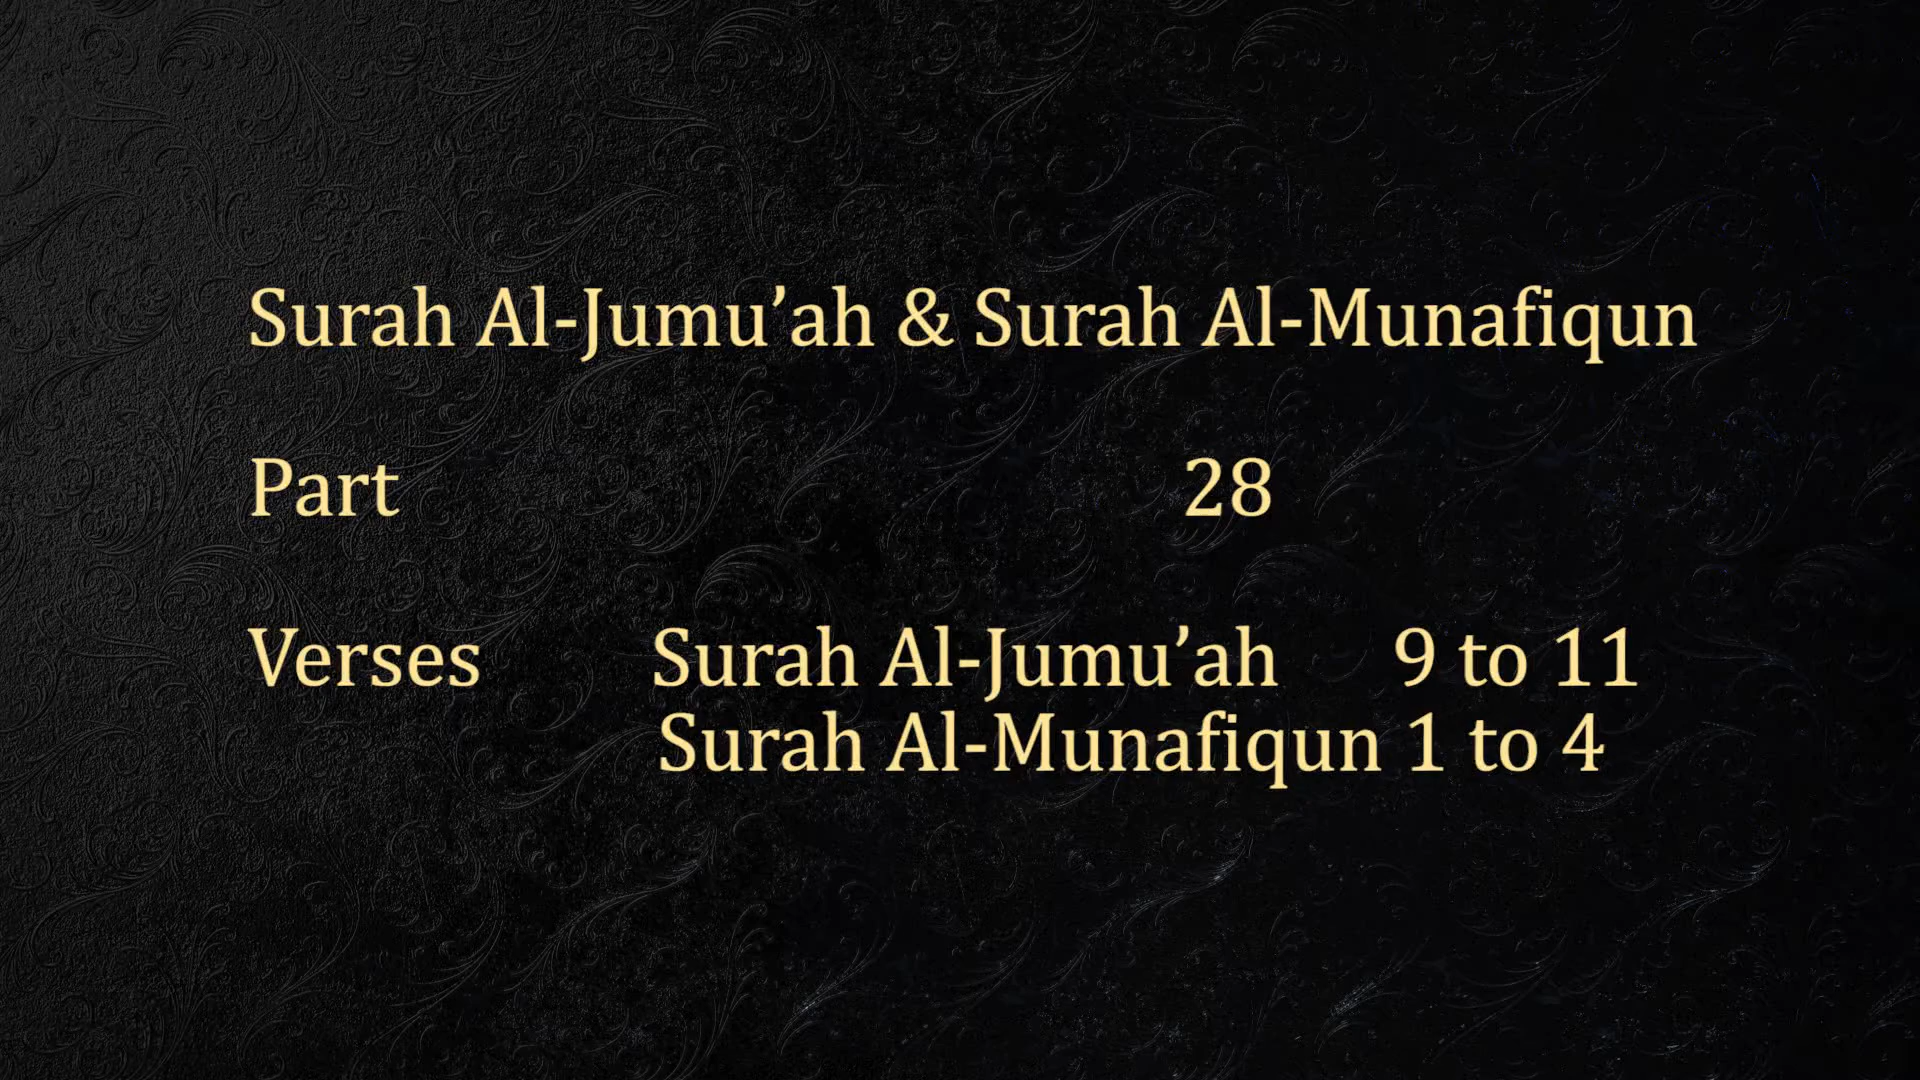 Surah Al-Jumu’ah & Surah Al-Munafiqun
Part 28
Verses Surah Al-Jumu’ah 9 to 11
Surah Al-Munafiqun 1 to 4